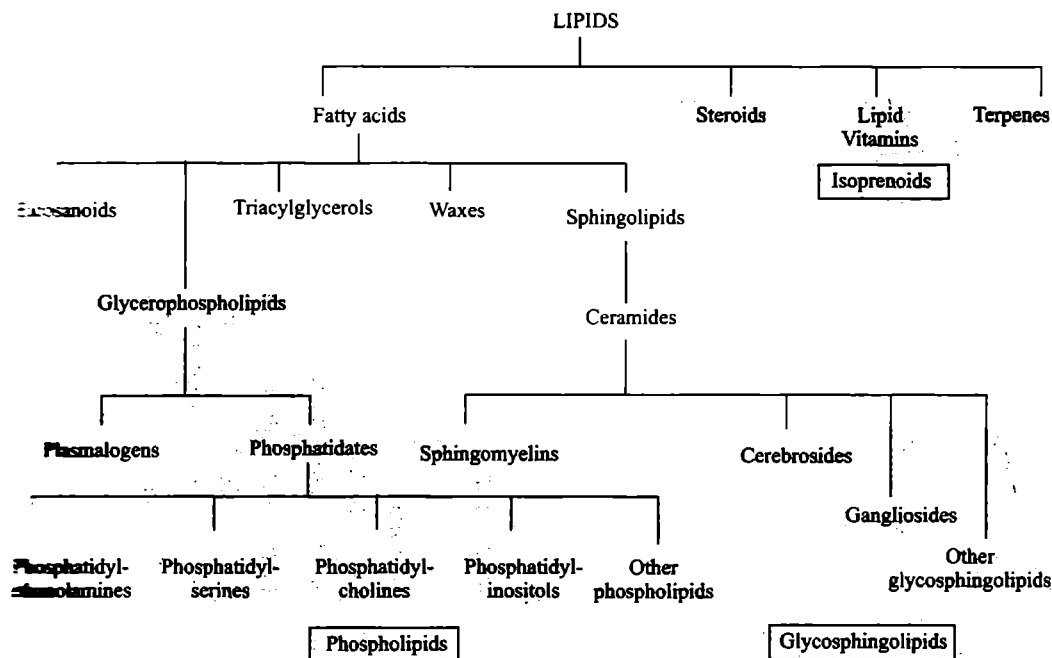 LIPIDS
Fatty acids
Steroids
Lipid
Vitamins
Terpenes
Isoprenoids
Triacylglycerols
Waxes
Sphingolipids
Glycerophospholipids
Ceramides
Plasmalogens
Phosphatidates
Sphingomyelins
Cerebrosides
Gangliosides
Other
glycosphingolipids
Phosphatidyl-
Phosphatidyl-
serines
Phosphatidyl-
cholines
Phosphatidyl-
inositols
Other
phospholipids
Phospholipids
Glycosphingolipids